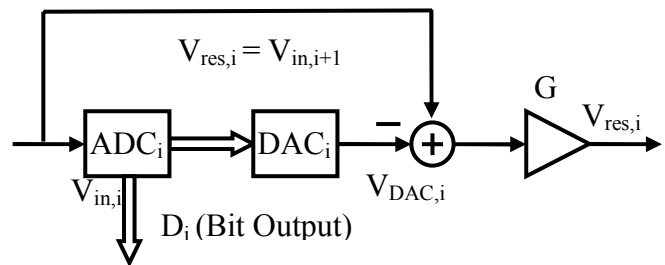 V_res,i = V_in,i+1
G
ADC_i
DAC_i
−
+
V_res,i
V_in,i
V_DAC,i
D_i (Bit Output)